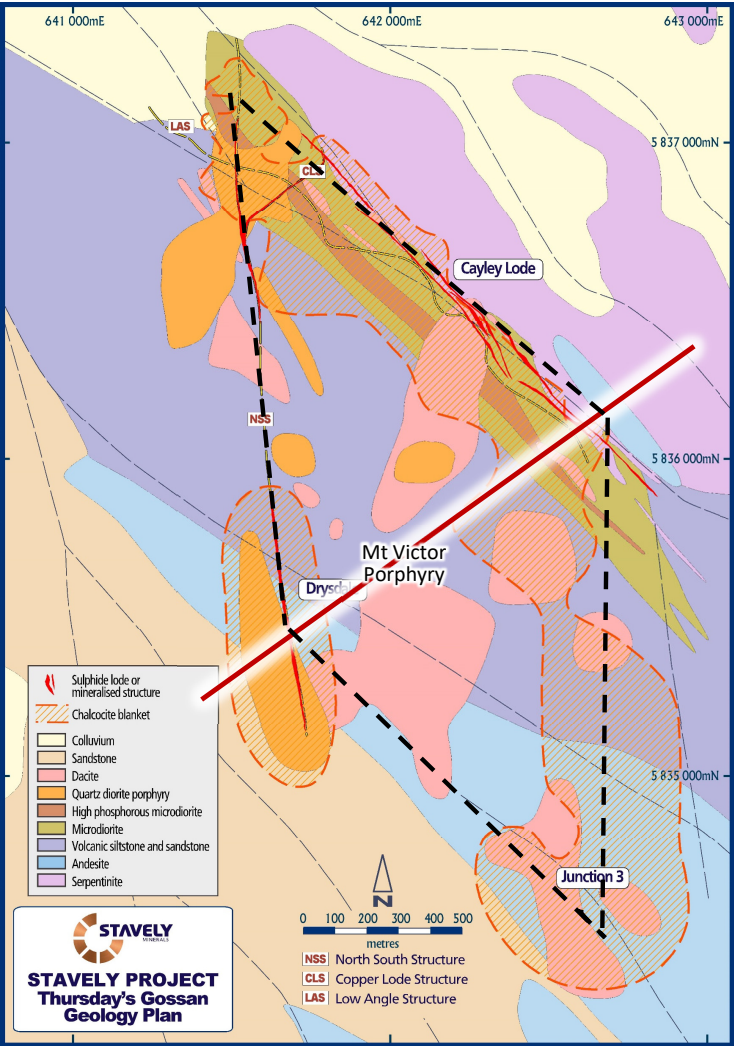 641 000mE
642 000mE
643 000mE
LAS
5 837 000mN
CLS
Cayley Lode
NSS
5 836 000mN
Mt Victor
Porphyry
Drysdale
Sulphide lode or
mineralised structure
Chalcocite blanket
Colluvium
Sandstone
Dacite
Quartz diorite porphyry
High phosphorous microdiorite
Microdiorite
Volcanic siltstone and sandstone
Andesite
Serpentinite
5 835 000mN
Junction 3
N
0 100 200 300 400 500
metres
NSS North South Structure
CLS Copper Lode Structure
LAS Low Angle Structure
STAVELY
MINERALS
STAVELY PROJECT
Thursday's Gossan
Geology Plan